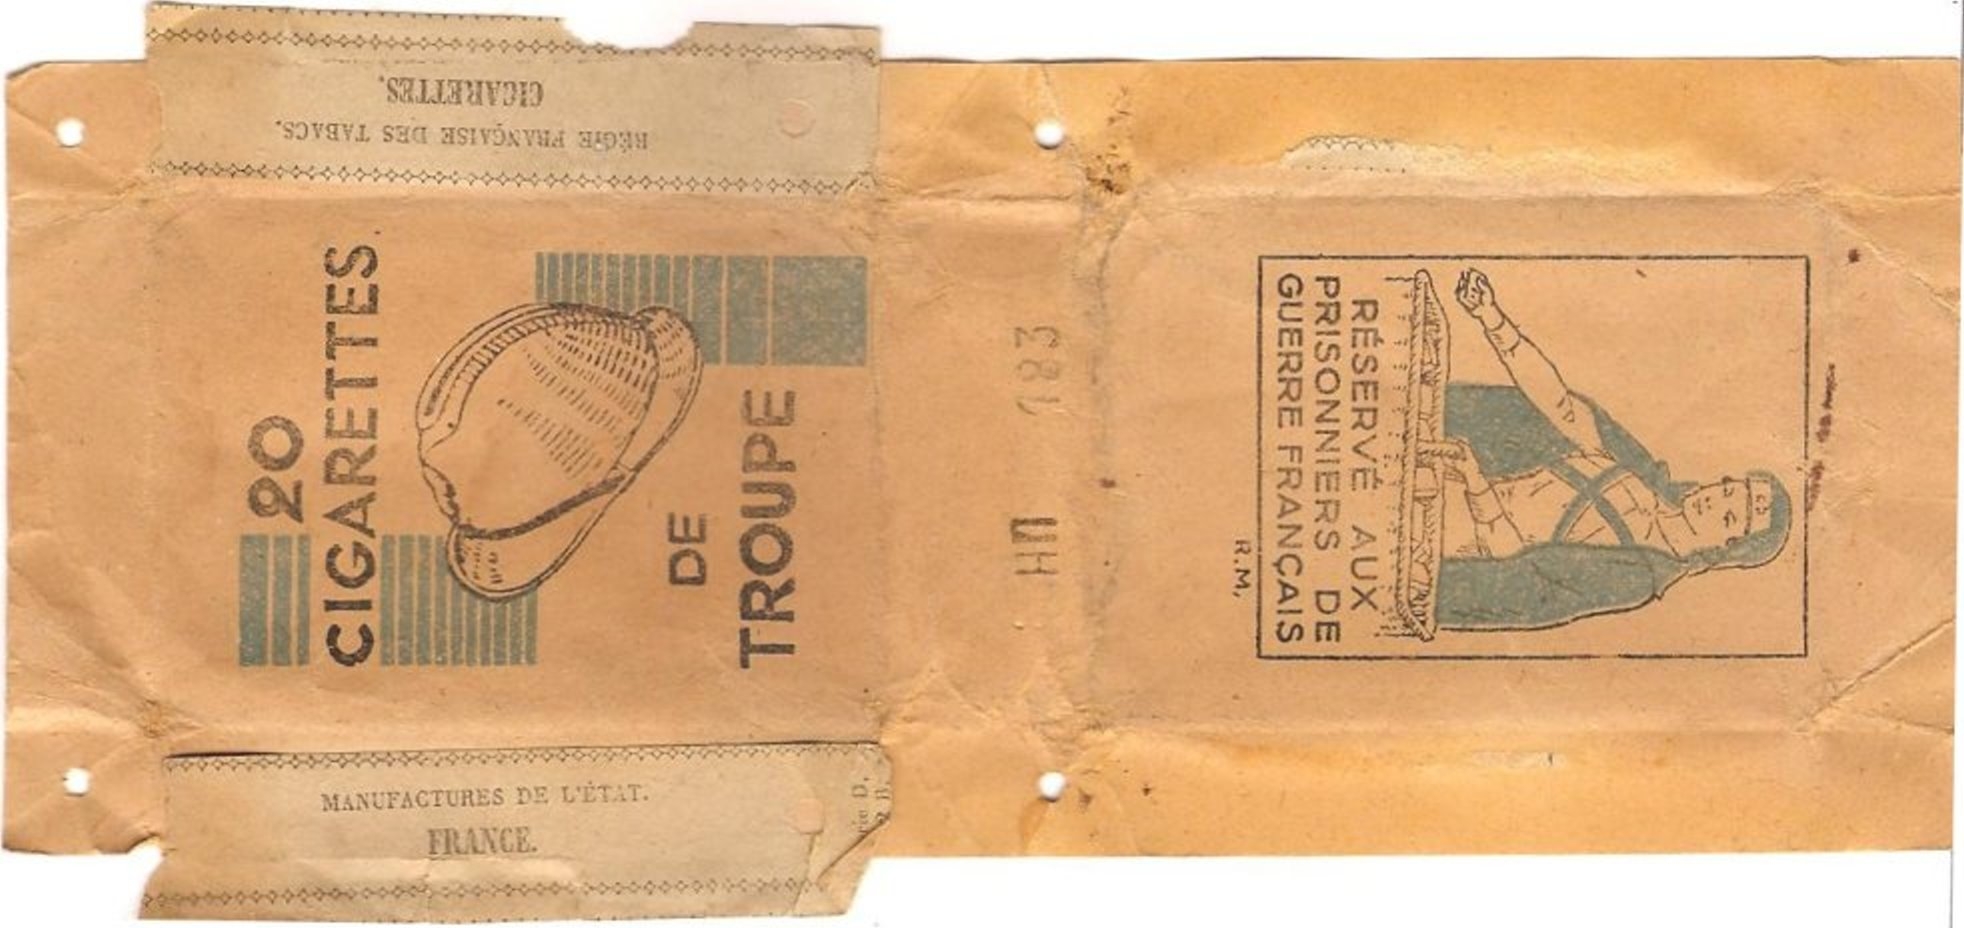 RÉGIE FRANÇAISE DES TABACS.
CIGARETTES.
20
CIGARETTES.
DE
TROUPE
MANUFACTURES DE L'ÉTAT.
FRANCE.
HП 183
RÉSERVÉ AUX
PRISONNIERS DE
GUERRE FRANÇAIS
R.M,